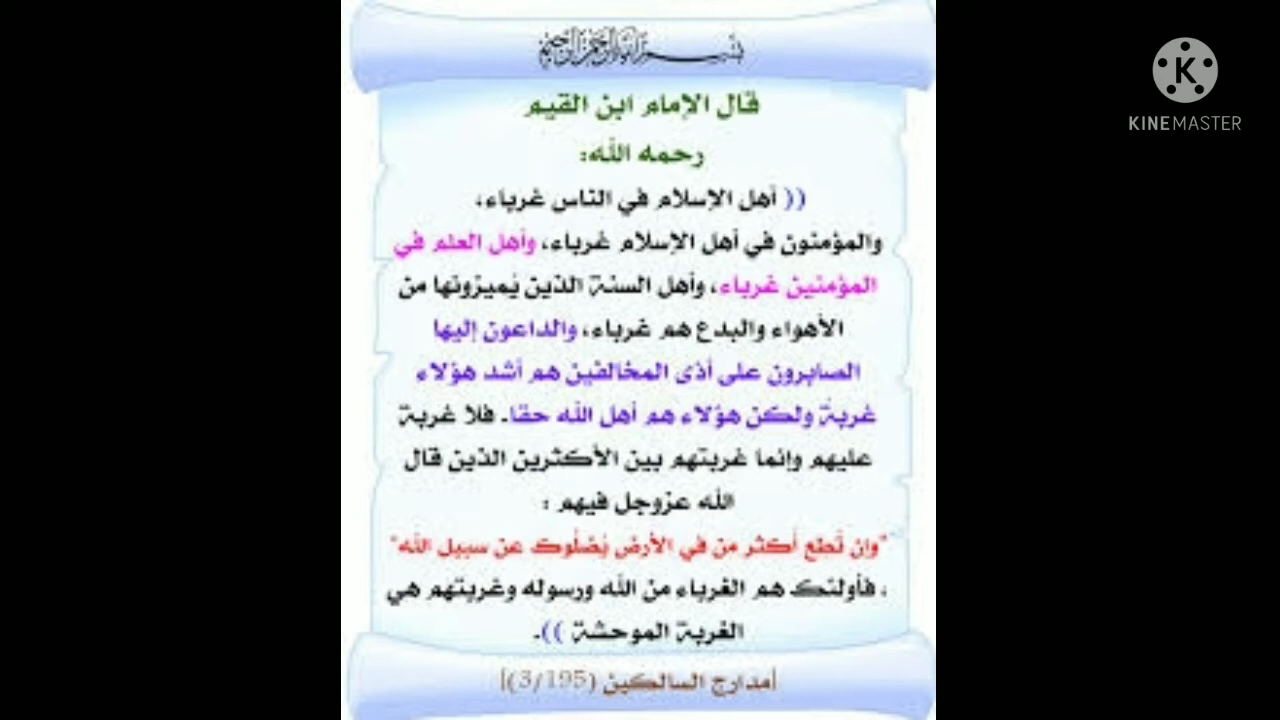 بسم الله الرحمن الرحيم
قال الإمام ابن القيم
رحمه الله:
(( أهل الإسلام في الناس غرباء،
والمؤمنون في أهل الإسلام غرباء، وأهل العلم في
المؤمنين غرباء، وأهل السنة الذين يُميزونها من
الأهواء والبدع هم غرباء، والداعون إليها
الصابرون على أذى المخالفين هم أشد هؤلاء
غربةً ولكن هؤلاء هم أهل الله حقا. فلا غربة
عليهم وإنما غربتهم بين الأكثرين الذين قال
الله عزوجل فيهم :
"وإن تُطع أكثر من في الأرض يُضلُوك عن سبيل الله"
، فأولئك هم الغرباء من الله ورسوله وغربتهم هي
الغربة الموحشة )).
[مدارج السالكين (3/195)]
K
KINEMASTER